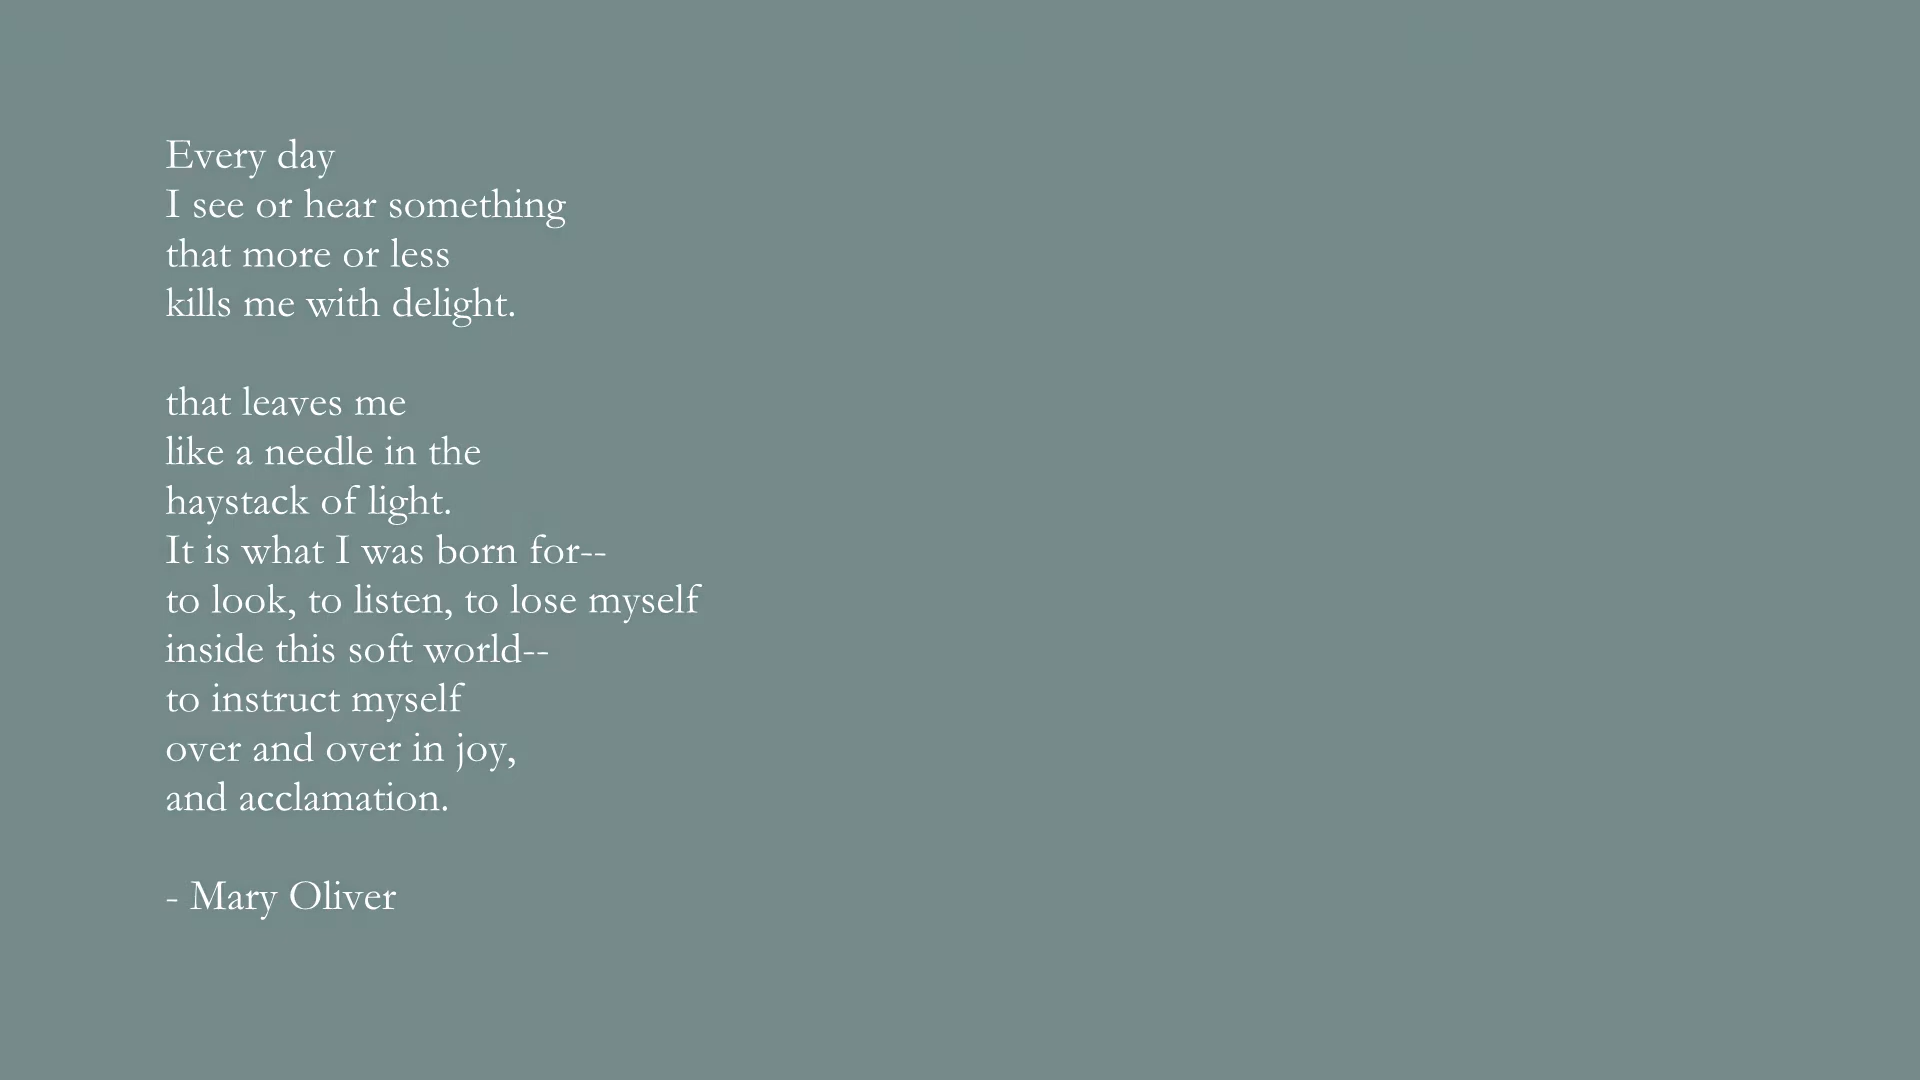 Every day
I see or hear something
that more or less
kills me with delight.
that leaves me
like a needle in the
haystack of light.
It is what I was born for--
to look, to listen, to lose myself
inside this soft world--
to instruct myself
over and over in joy,
and acclamation.
- Mary Oliver